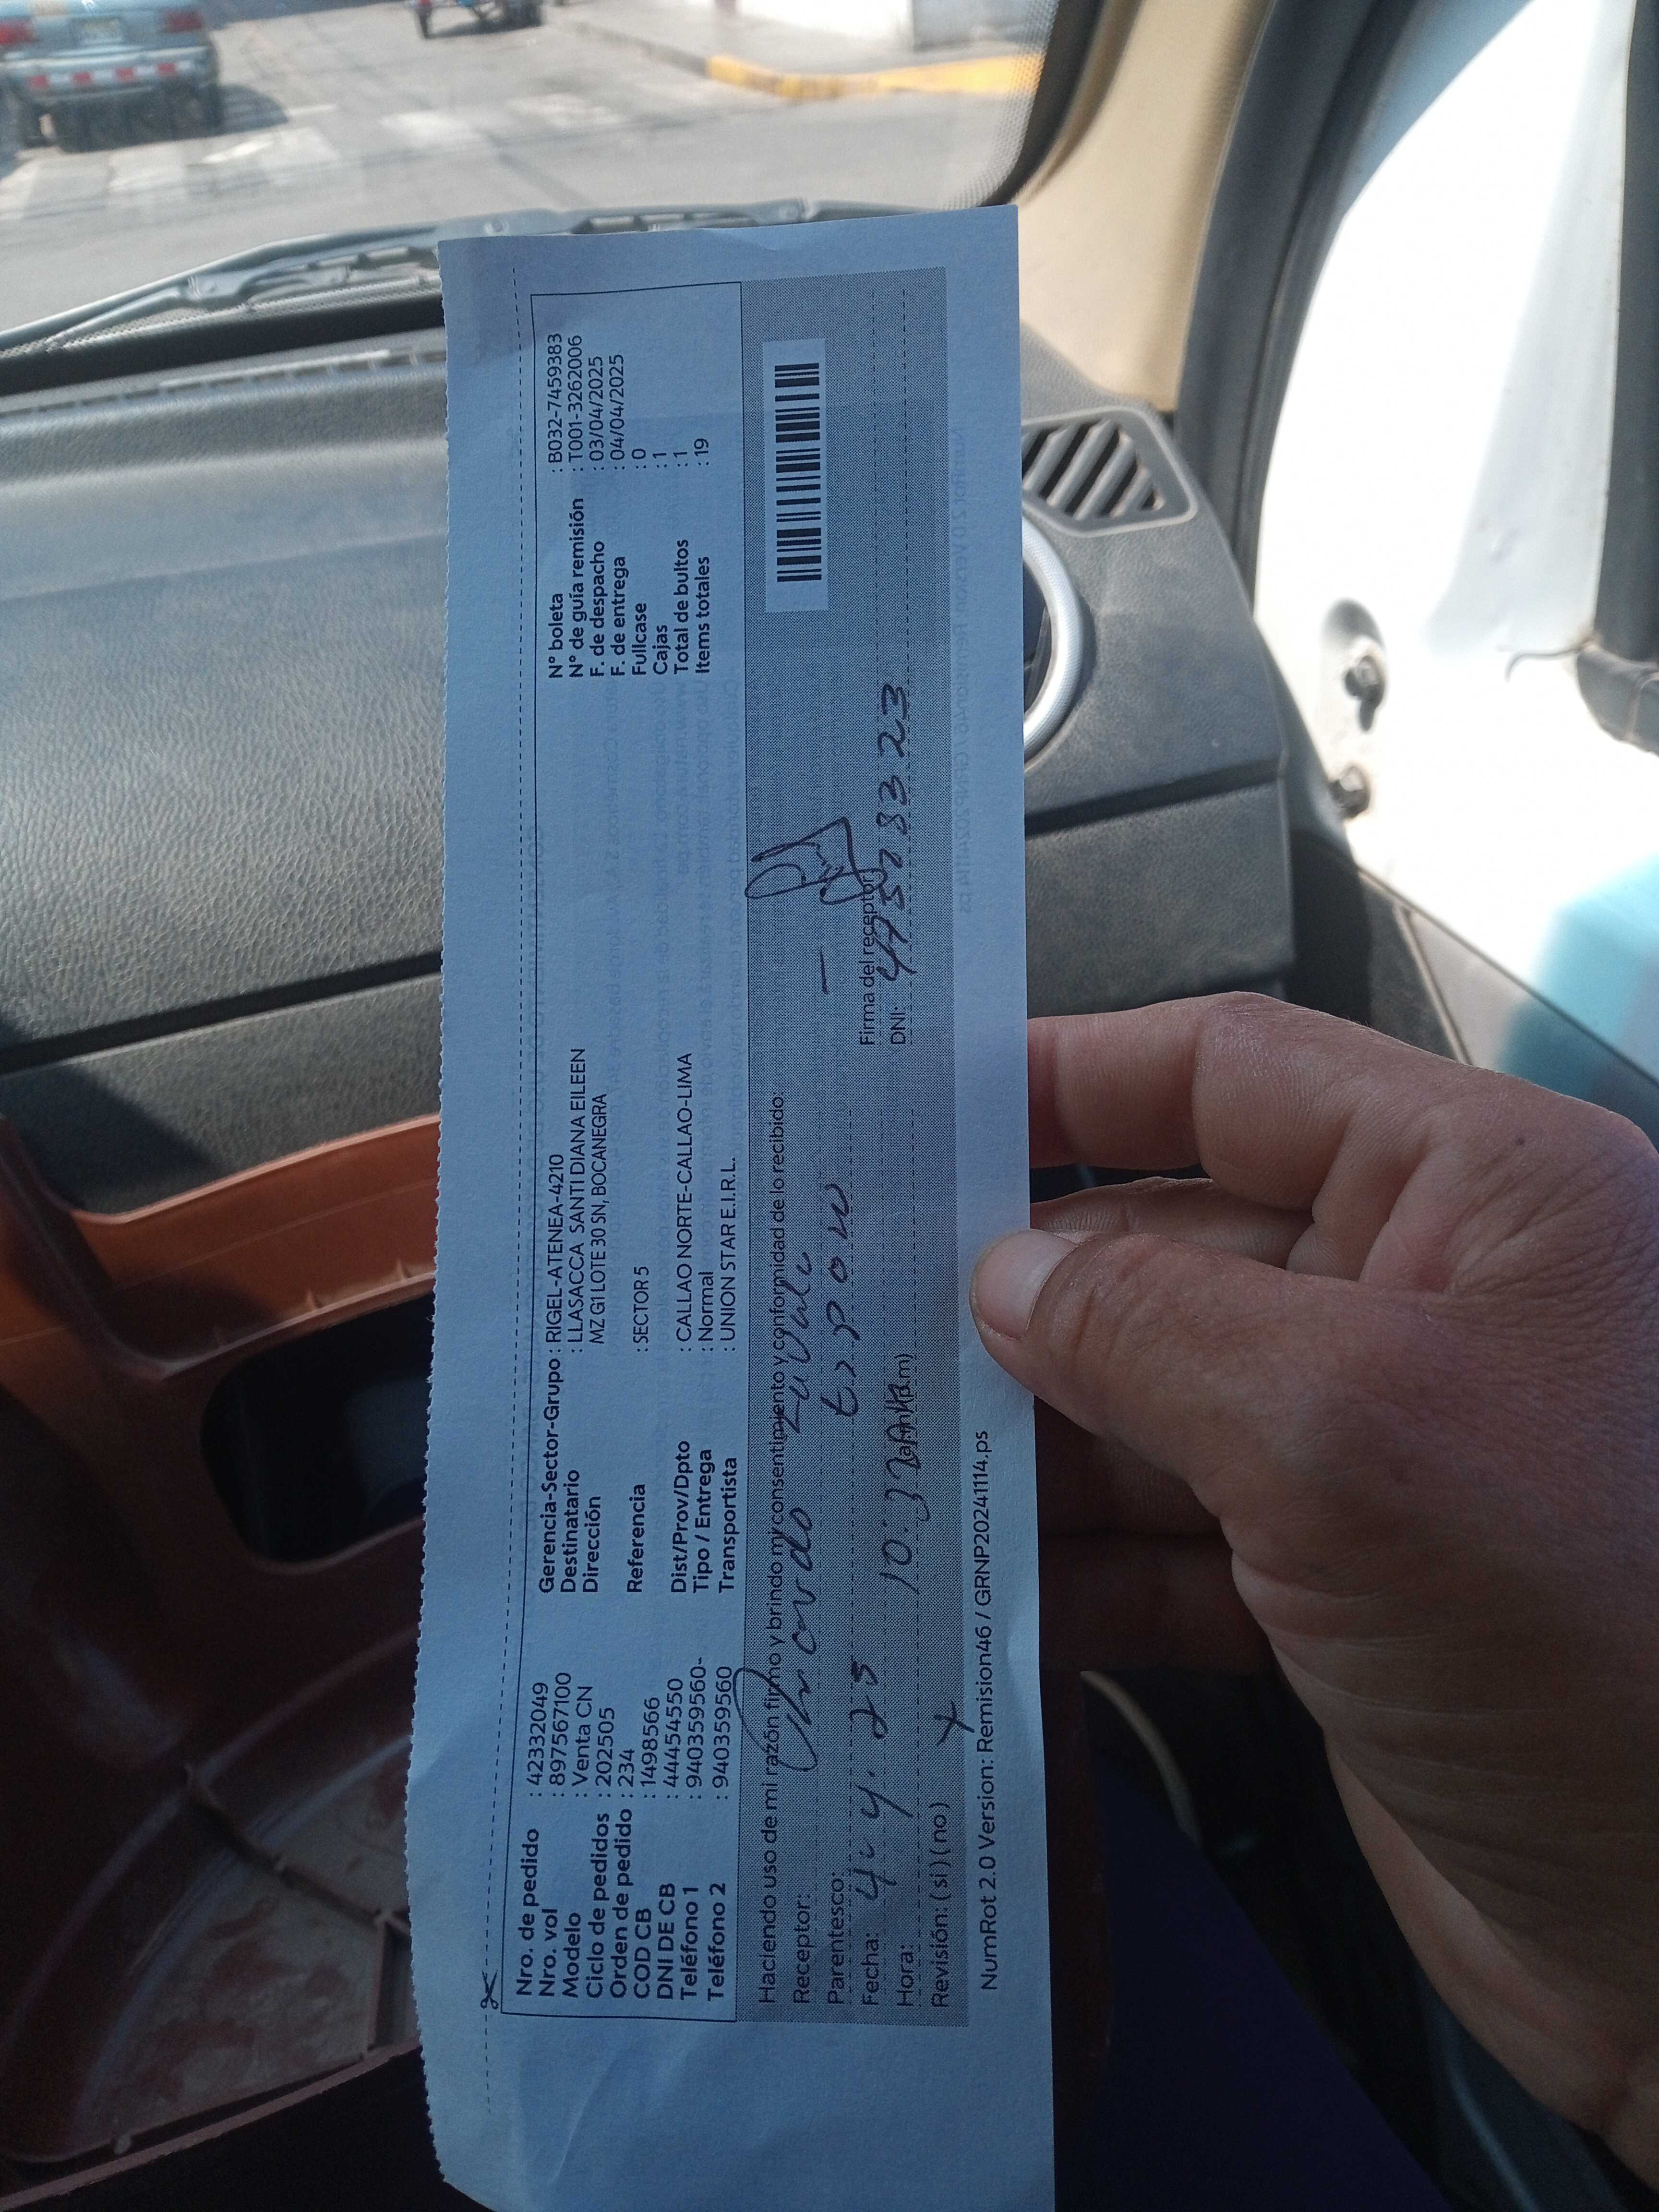 Nro. de pedido : 42332049
Nro. vol : 897567100
Modelo : Venta CN
Ciclo de pedidos : 202505
Orden de pedido : 234
COD CB : 1498566
DNI DE CB : 44454550
Teléfono 1 : 940359560-
Teléfono 2 : 940359560
Gerencia-Sector-Grupo : RIGEL-ATENEA-4210
Destinatario : LLASACCA SANTI DIANA EILEEN
Dirección MZ G1 LOTE 30 SN, BOCANEGRA
Referencia : SECTOR 5
Dist/Prov/Dpto : CALLAO NORTE-CALLAO-LIMA
Tipo / Entrega : Normal
Transportista : UNION STAR E.I.R.L.
N° boleta : B032-7459383
N° de guía remisión : T001-3262006
F. de despacho : 03/04/2025
F. de entrega : 04/04/2025
Fullcase : 0
Cajas : 1
Total de bultos : 1
Items totales : 19
Haciendo uso de mi razón firmo y brindo mi consentimiento y conformidad de lo recibido:
Receptor:
Parentesco:
Fecha: 4. 4. 25
Hora: 10:32
Revisión: (si) (no) x
Firma del receptor
DNI:
NumRot 2.0 Version: Remision46 / GRNP20241114.ps